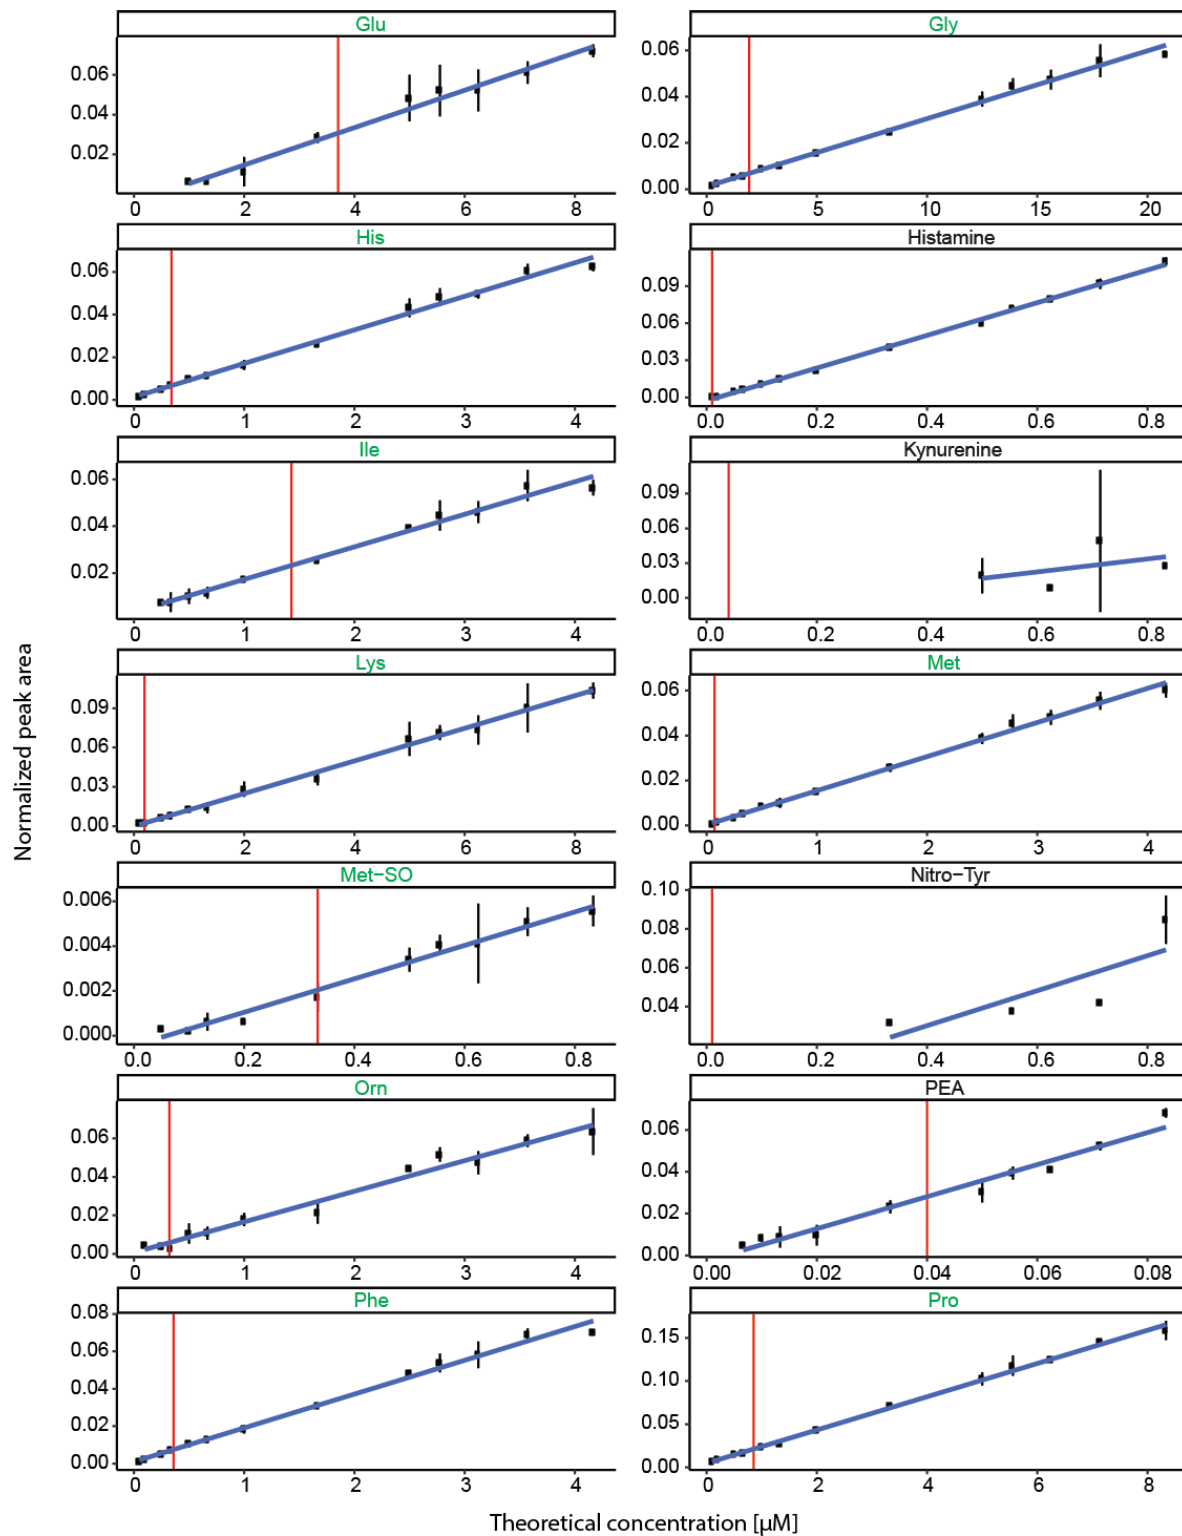 Glu
Gly
0.06
0.04
0.02
0 2 4 6 8
0.06
0.04
0.02
0.00
0 5 10 15 20
His
Histamine
0.06
0.04
0.02
0.00
0 1 2 3 4
0.09
0.06
0.03
0.00
0.0 0.2 0.4 0.6 0.8
Ile
Kynurenine
0.06
0.04
0.02
0 1 2 3 4
0.09
0.06
0.03
0.00
0.0 0.2 0.4 0.6 0.8
Lys
Met
0.09
0.06
0.03
0.00
0 2 4 6 8
0.06
0.04
0.02
0.00
0 1 2 3 4
Met−SO
Nitro−Tyr
0.006
0.004
0.002
0.000
0.0 0.2 0.4 0.6 0.8
0.10
0.08
0.06
0.04
0.0 0.2 0.4 0.6 0.8
Orn
PEA
0.06
0.04
0.02
0.00
0 1 2 3 4
0.06
0.04
0.02
0.00
0.00 0.02 0.04 0.06 0.08
Phe
Pro
0.08
0.06
0.04
0.02
0.00
0 1 2 3 4
0.15
0.10
0.05
0.00
0 2 4 6 8
Normalized peak area
Theoretical concentration [µM]